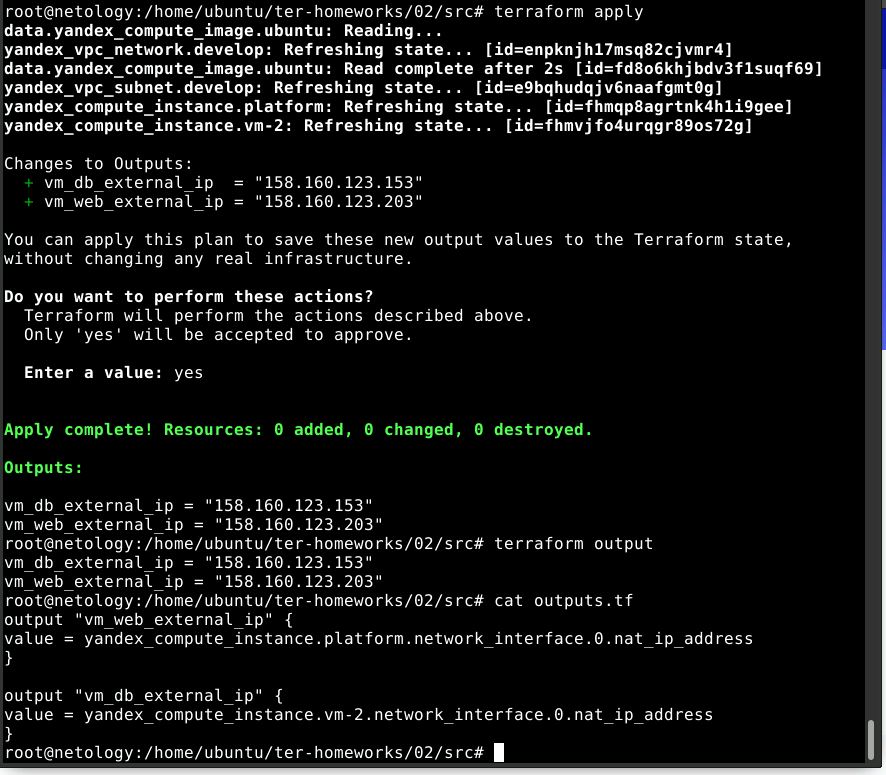 root@netology:/home/ubuntu/ter-homeworks/02/src# terraform apply
data.yandex_compute_image.ubuntu: Reading...
yandex_vpc_network.develop: Refreshing state... [id=enpknjh17msq82cjvmr4]
data.yandex_compute_image.ubuntu: Read complete after 2s [id=fd8o6khjbdv3f1suqf69]
yandex_vpc_subnet.develop: Refreshing state... [id=e9bqhudqjv6naafgmt0g]
yandex_compute_instance.platform: Refreshing state... [id=fhmqp8agrtnk4h1i9gee]
yandex_compute_instance.vm-2: Refreshing state... [id=fhmvjfo4urqgr89os72g]

Changes to Outputs:
  + vm_db_external_ip  = "158.160.123.153"
  + vm_web_external_ip = "158.160.123.203"

You can apply this plan to save these new output values to the Terraform state,
without changing any real infrastructure.

Do you want to perform these actions?
  Terraform will perform the actions described above.
  Only 'yes' will be accepted to approve.

  Enter a value: yes


Apply complete! Resources: 0 added, 0 changed, 0 destroyed.

Outputs:

vm_db_external_ip = "158.160.123.153"
vm_web_external_ip = "158.160.123.203"
root@netology:/home/ubuntu/ter-homeworks/02/src# terraform output
vm_db_external_ip = "158.160.123.153"
vm_web_external_ip = "158.160.123.203"
root@netology:/home/ubuntu/ter-homeworks/02/src# cat outputs.tf
output "vm_web_external_ip" {
value = yandex_compute_instance.platform.network_interface.0.nat_ip_address
}

output "vm_db_external_ip" {
value = yandex_compute_instance.vm-2.network_interface.0.nat_ip_address
}
root@netology:/home/ubuntu/ter-homeworks/02/src#